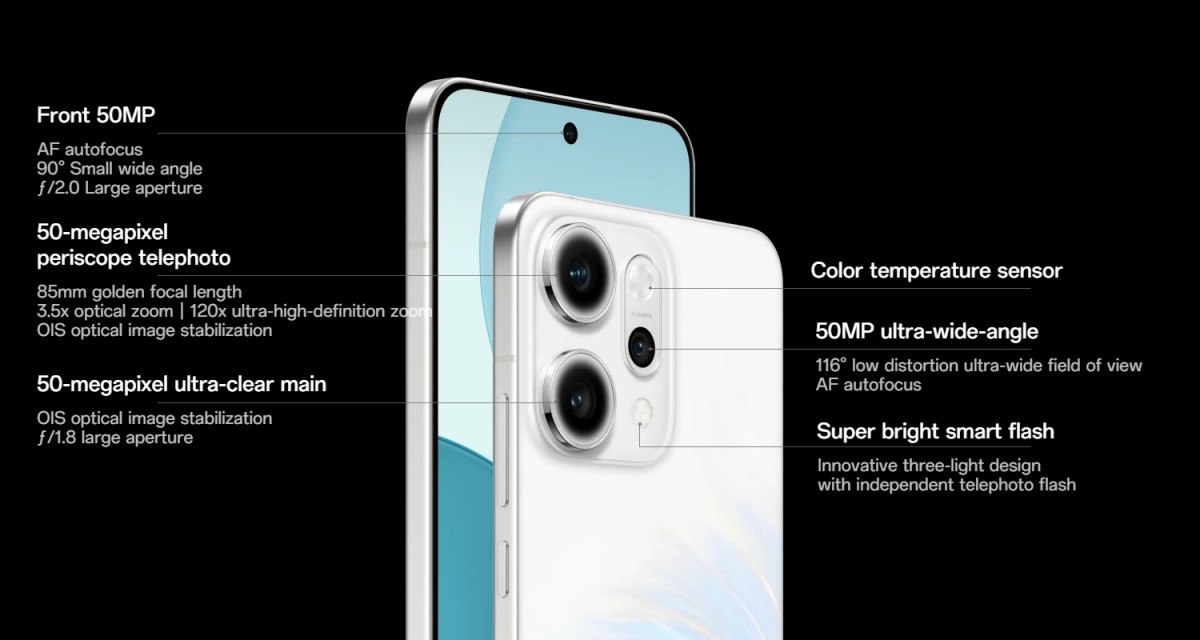 Front 50MP
AF autofocus
90° Small wide angle
ƒ/2.0 Large aperture
50-megapixel
periscope telephoto
85mm golden focal length
3.5x optical zoom | 120x ultra-high-definition zoom
OIS optical image stabilization
50-megapixel ultra-clear main
OIS optical image stabilization
ƒ/1.8 large aperture
Color temperature sensor
50MP ultra-wide-angle
116° low distortion ultra-wide field of view
AF autofocus
Super bright smart flash
Innovative three-light design
with independent telephoto flash